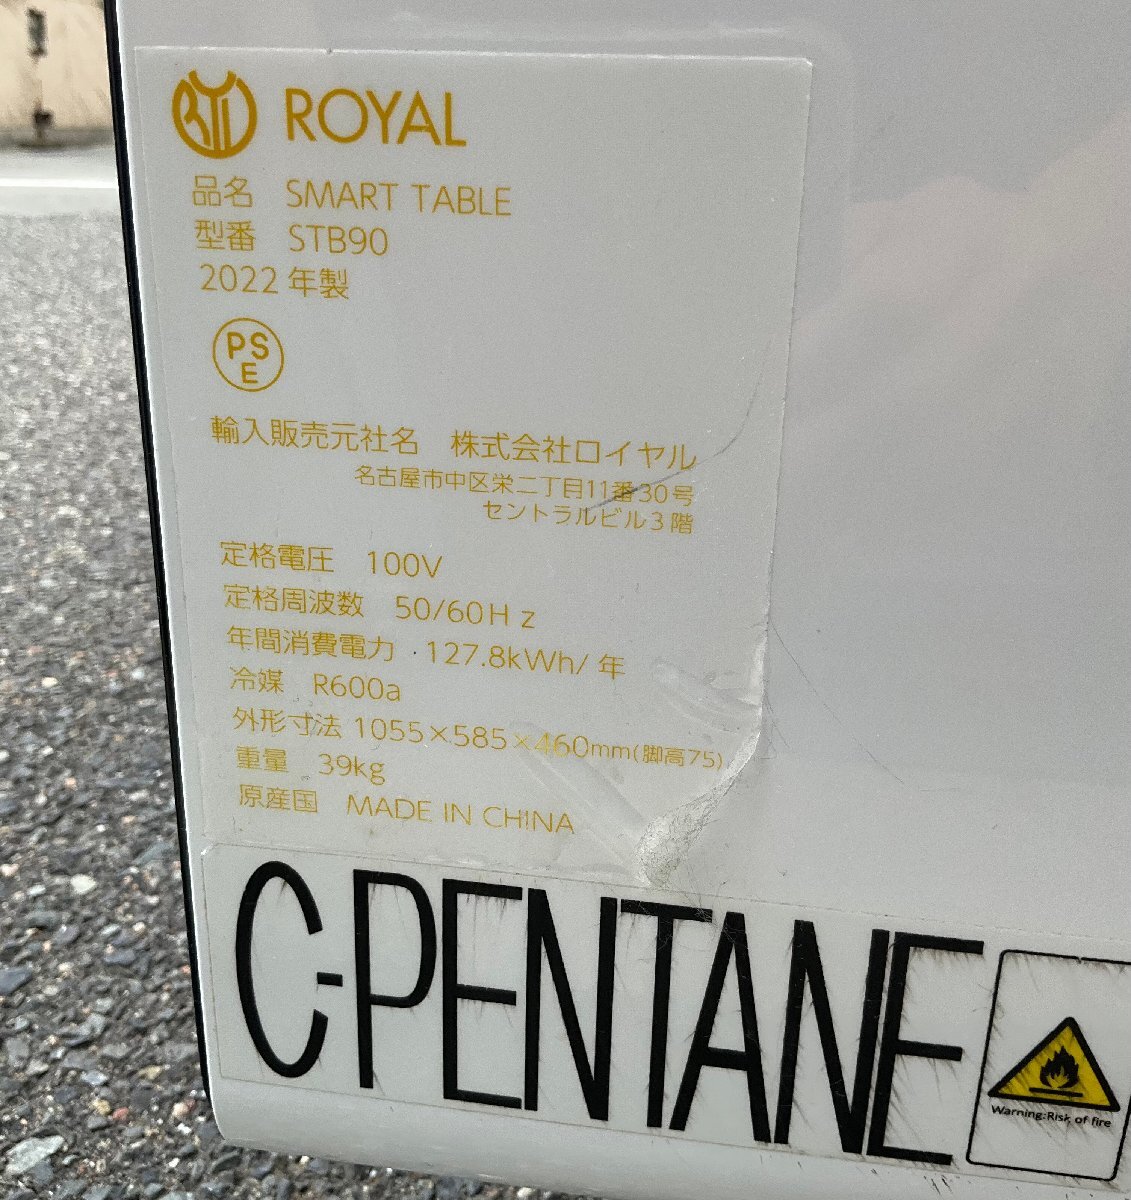 RYL ROYAL
品名 SMART TABLE
型番 STB90
2022年製
PS
E
輸入販売元社名 株式会社ロイヤル
名古屋市中区栄二丁目11番30号
セントラルビル3階
定格電圧 100V
定格周波数 50/60Hz
年間消費電力 127.8kWh/年
冷媒 R600a
外形寸法 1055×585×460mm(脚高75)
重量 39kg
原産国 MADE IN CHINA
C-PENTANE
Warning:Risk of fire